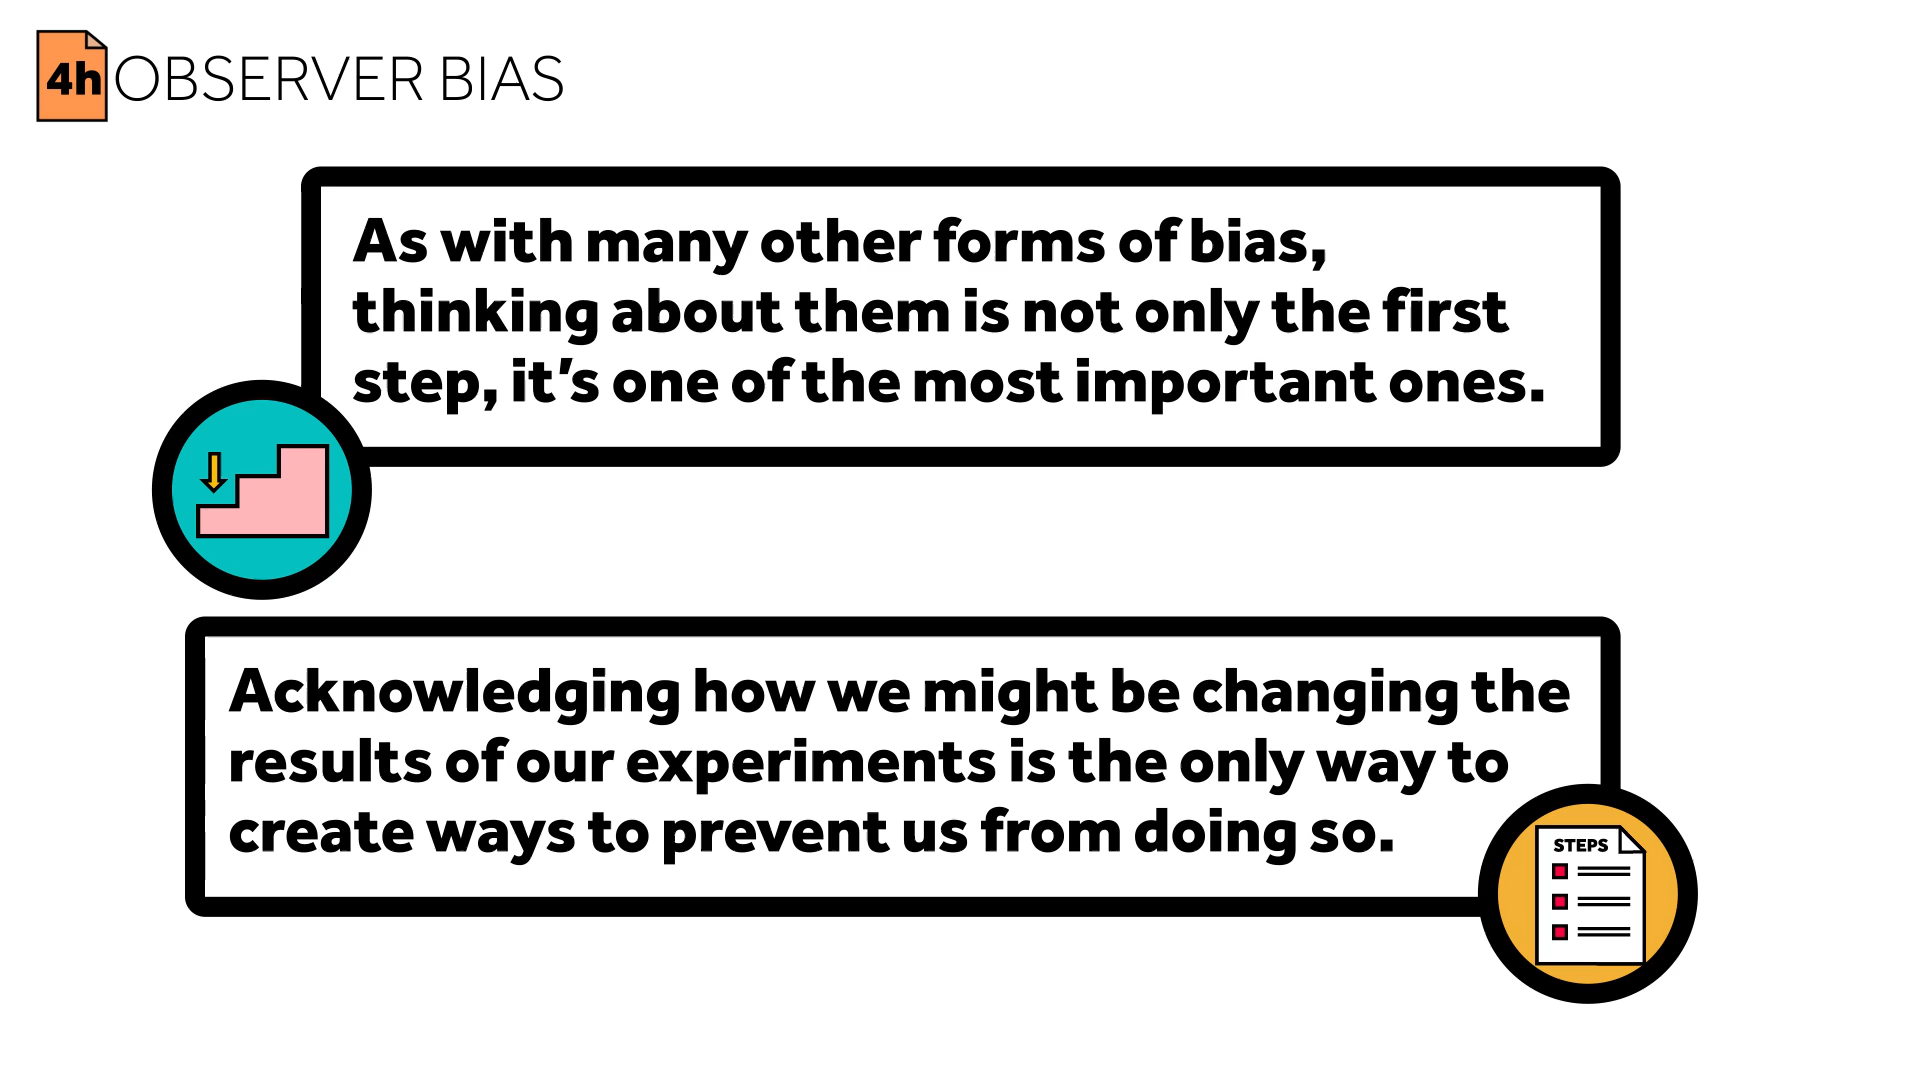 4h OBSERVER BIAS
As with many other forms of bias,
thinking about them is not only the first
step, it’s one of the most important ones.
Acknowledging how we might be changing the
results of our experiments is the only way to
create ways to prevent us from doing so.
STEPS